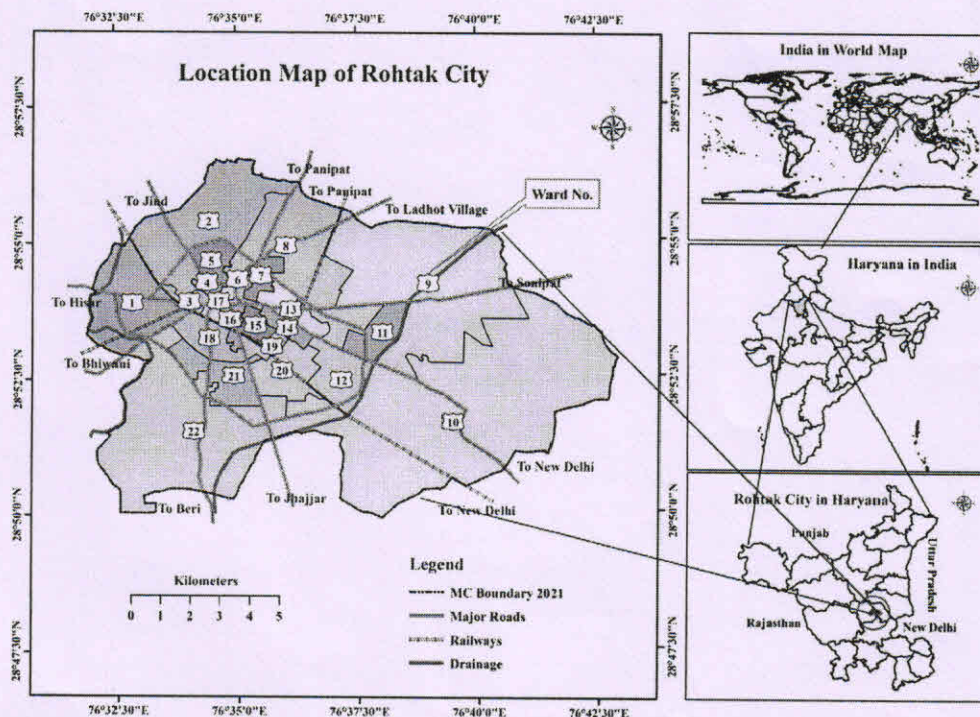 76°32'30"E 76°35'0"E 76°37'30"E 76°40'0"E 76°42'30"E
Location Map of Rohtak City
28°57'30"N
28°57'30"N
To Panipat
To Panipat
To Jind
To Ladhot Village
Ward No.
2
8
28°55'0"N
28°55'0"N
5
4
6
7
9
To Sonipat
To Hisar
1
3
17
13
16
15
14
11
18
19
To Bhiwani
21
20
12
28°52'30"N
28°52'30"N
22
10
To New Delhi
To Jhajjar
To Beri
To New Delhi
28°50'0"N
28°50'0"N
Kilometers
0 1 2 3 4 5
Legend
MC Boundary 2021
Major Roads
Railways
Drainage
28°47'30"N
28°47'30"N
76°32'30"E 76°35'0"E 76°37'30"E 76°40'0"E 76°42'30"E
India in World Map
Haryana in India
Rohtak City in Haryana
Punjab
Uttar Pradesh
Rajasthan
New Delhi